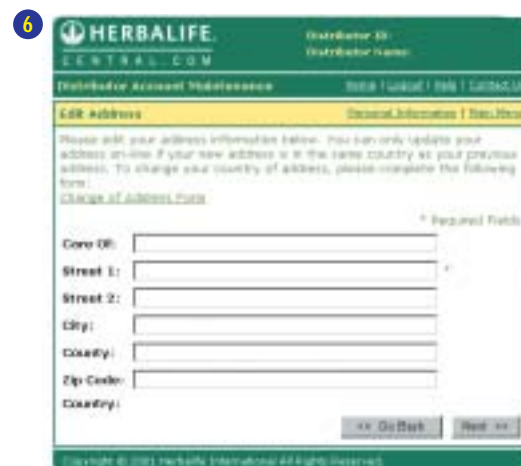 6
HERBALIFE.
CENTRAL.COM
Distributor ID:
Distributor Name:
Distributor Account Maintenance
Home | Logout | Help | Contact Us
Edit Address
Personal Information | Main Menu
Please edit your address information below. You can only update your
address on-line if your new address is in the same country as your previous
address. To change your country of address, please complete the following
form:
Change of Address Form
* Required Fields
Care Of:
Street 1:
*
Street 2:
City:
County:
Zip Code:
Country:
<< Go Back
Next >>
Copyright © 2001 Herbalife International All Rights Reserved.